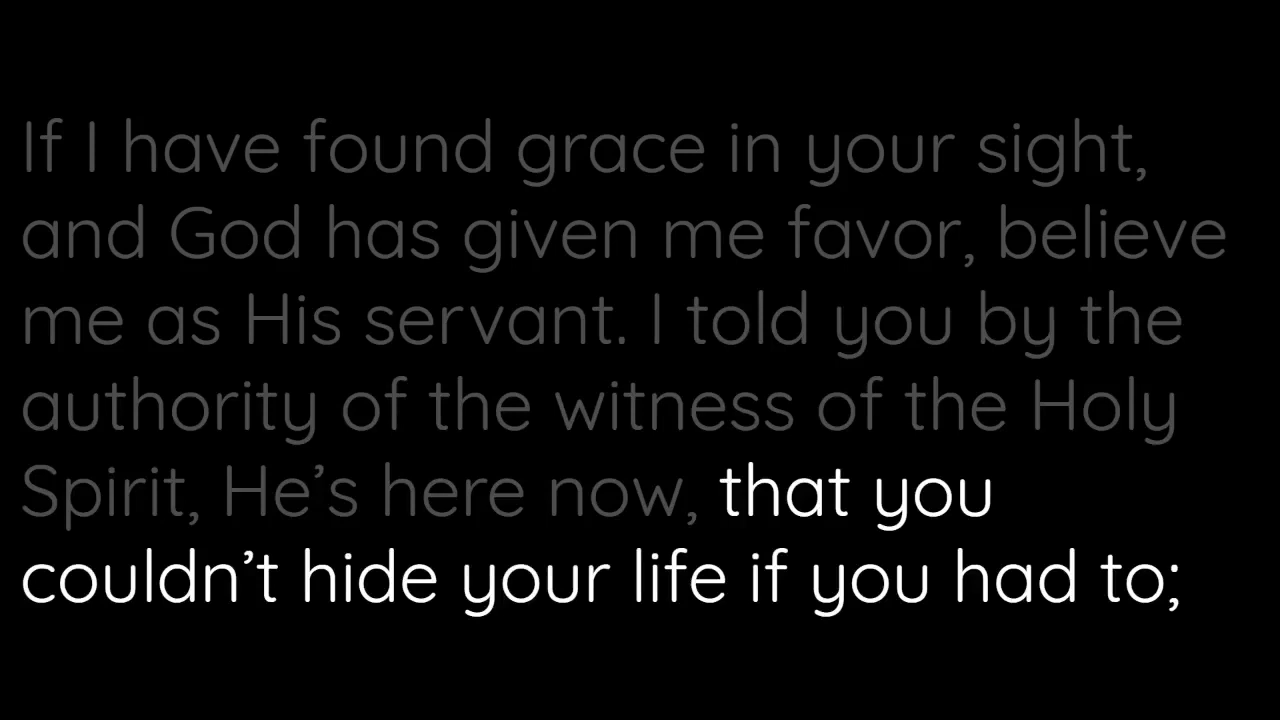 If I have found grace in your sight,
and God has given me favor, believe
me as His servant. I told you by the
authority of the witness of the Holy
Spirit, He’s here now, that you
couldn’t hide your life if you had to;